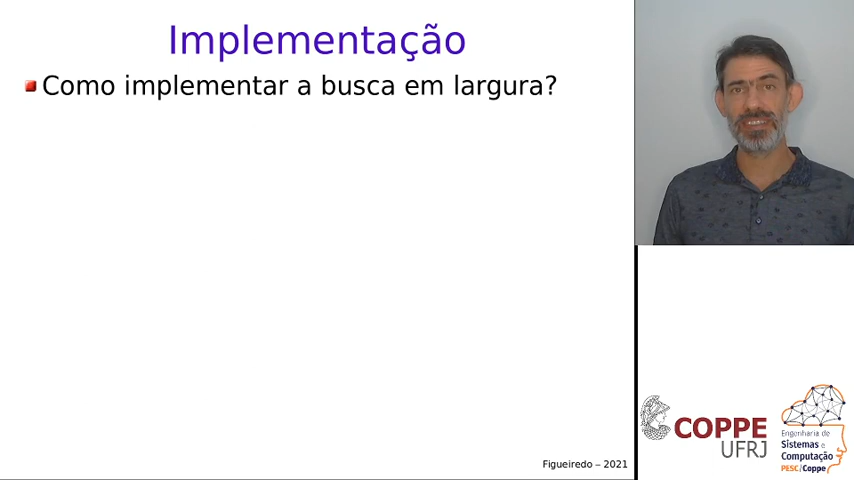 Implementação
Como implementar a busca em largura?
Figueiredo – 2021
COPPE
UFRJ
Engenharia de
Sistemas e
Computação
PESC/Coppe